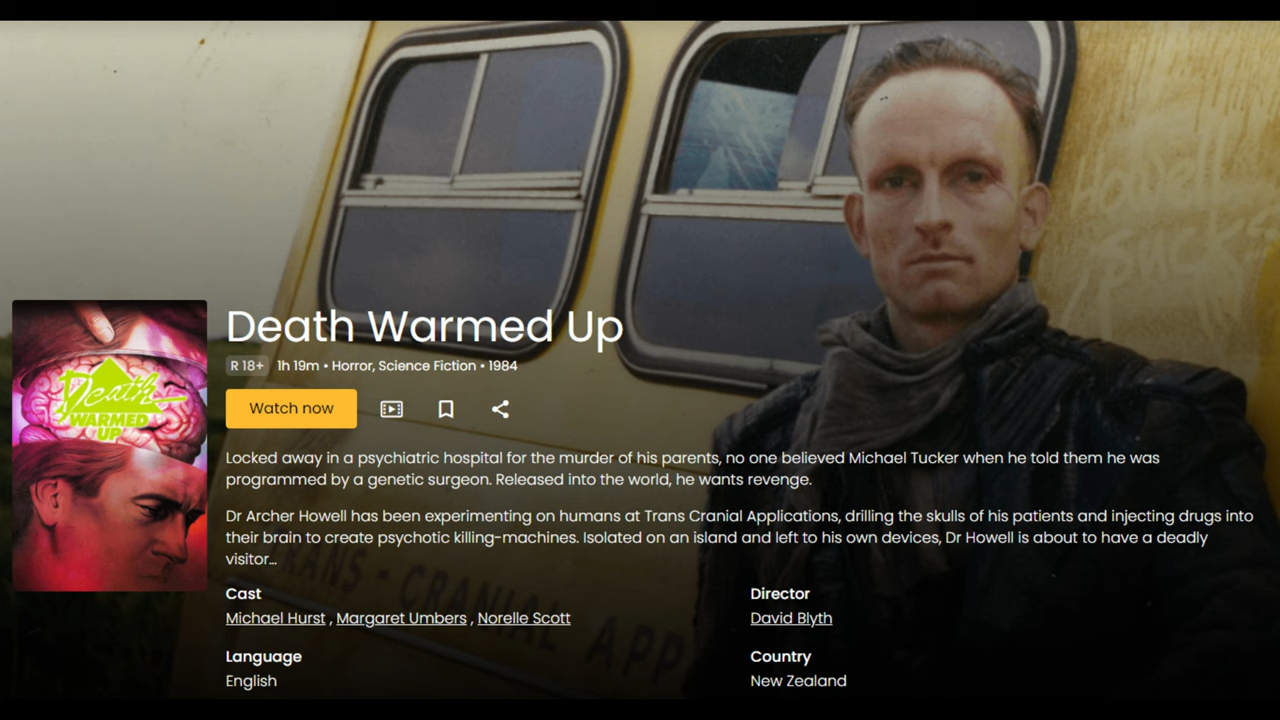 Howell
SUCKS
Death
WARMED
UP
Death Warmed Up
R 18+ 1h 19m • Horror, Science Fiction • 1984
Watch now
Locked away in a psychiatric hospital for the murder of his parents, no one believed Michael Tucker when he told them he was
programmed by a genetic surgeon. Released into the world, he wants revenge.
Dr Archer Howell has been experimenting on humans at Trans Cranial Applications, drilling the skulls of his patients and injecting drugs into
their brain to create psychotic killing-machines. Isolated on an island and left to his own devices, Dr Howell is about to have a deadly
visitor...
TRANS - CRANIAL APP
Cast
Michael Hurst , Margaret Umbers , Norelle Scott
Director
David Blyth
Language
English
Country
New Zealand